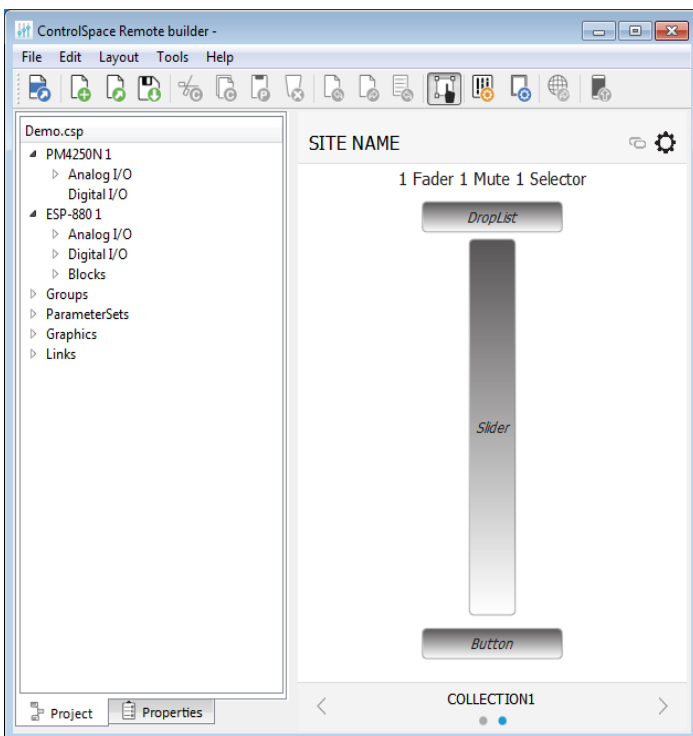 ControlSpace Remote builder -
File Edit Layout Tools Help
Demo.csp
PM4250N 1
Analog I/O
Digital I/O
ESP-880 1
Analog I/O
Digital I/O
Blocks
Groups
ParameterSets
Graphics
Links
Project Properties
SITE NAME
1 Fader 1 Mute 1 Selector
DropList
Slider
Button
COLLECTION1